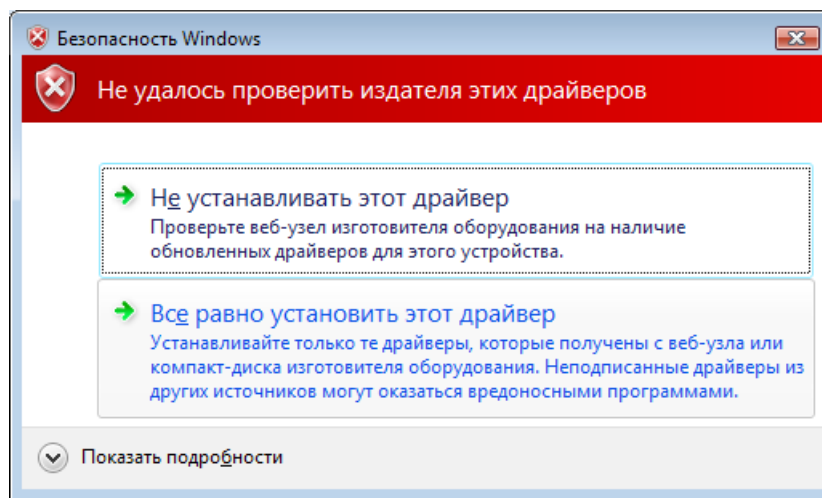 Безопасность Windows
Не удалось проверить издателя этих драйверов
Не устанавливать этот драйвер
Проверьте веб-узел изготовителя оборудования на наличие
обновленных драйверов для этого устройства.
Все равно установить этот драйвер
Устанавливайте только те драйверы, которые получены с веб-узла или
компакт-диска изготовителя оборудования. Неподписанные драйверы из
других источников могут оказаться вредоносными программами.
Показать подробности